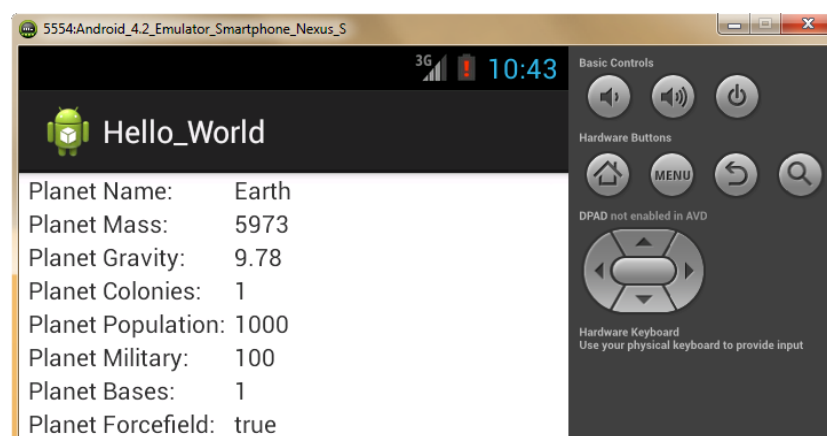 5554:Android_4.2_Emulator_Smartphone_Nexus_S
3G 10:43
Hello_World
Planet Name: Earth
Planet Mass: 5973
Planet Gravity: 9.78
Planet Colonies: 1
Planet Population: 1000
Planet Military: 100
Planet Bases: 1
Planet Forcefield: true
Basic Controls
Hardware Buttons
MENU
DPAD not enabled in AVD
Hardware Keyboard
Use your physical keyboard to provide input